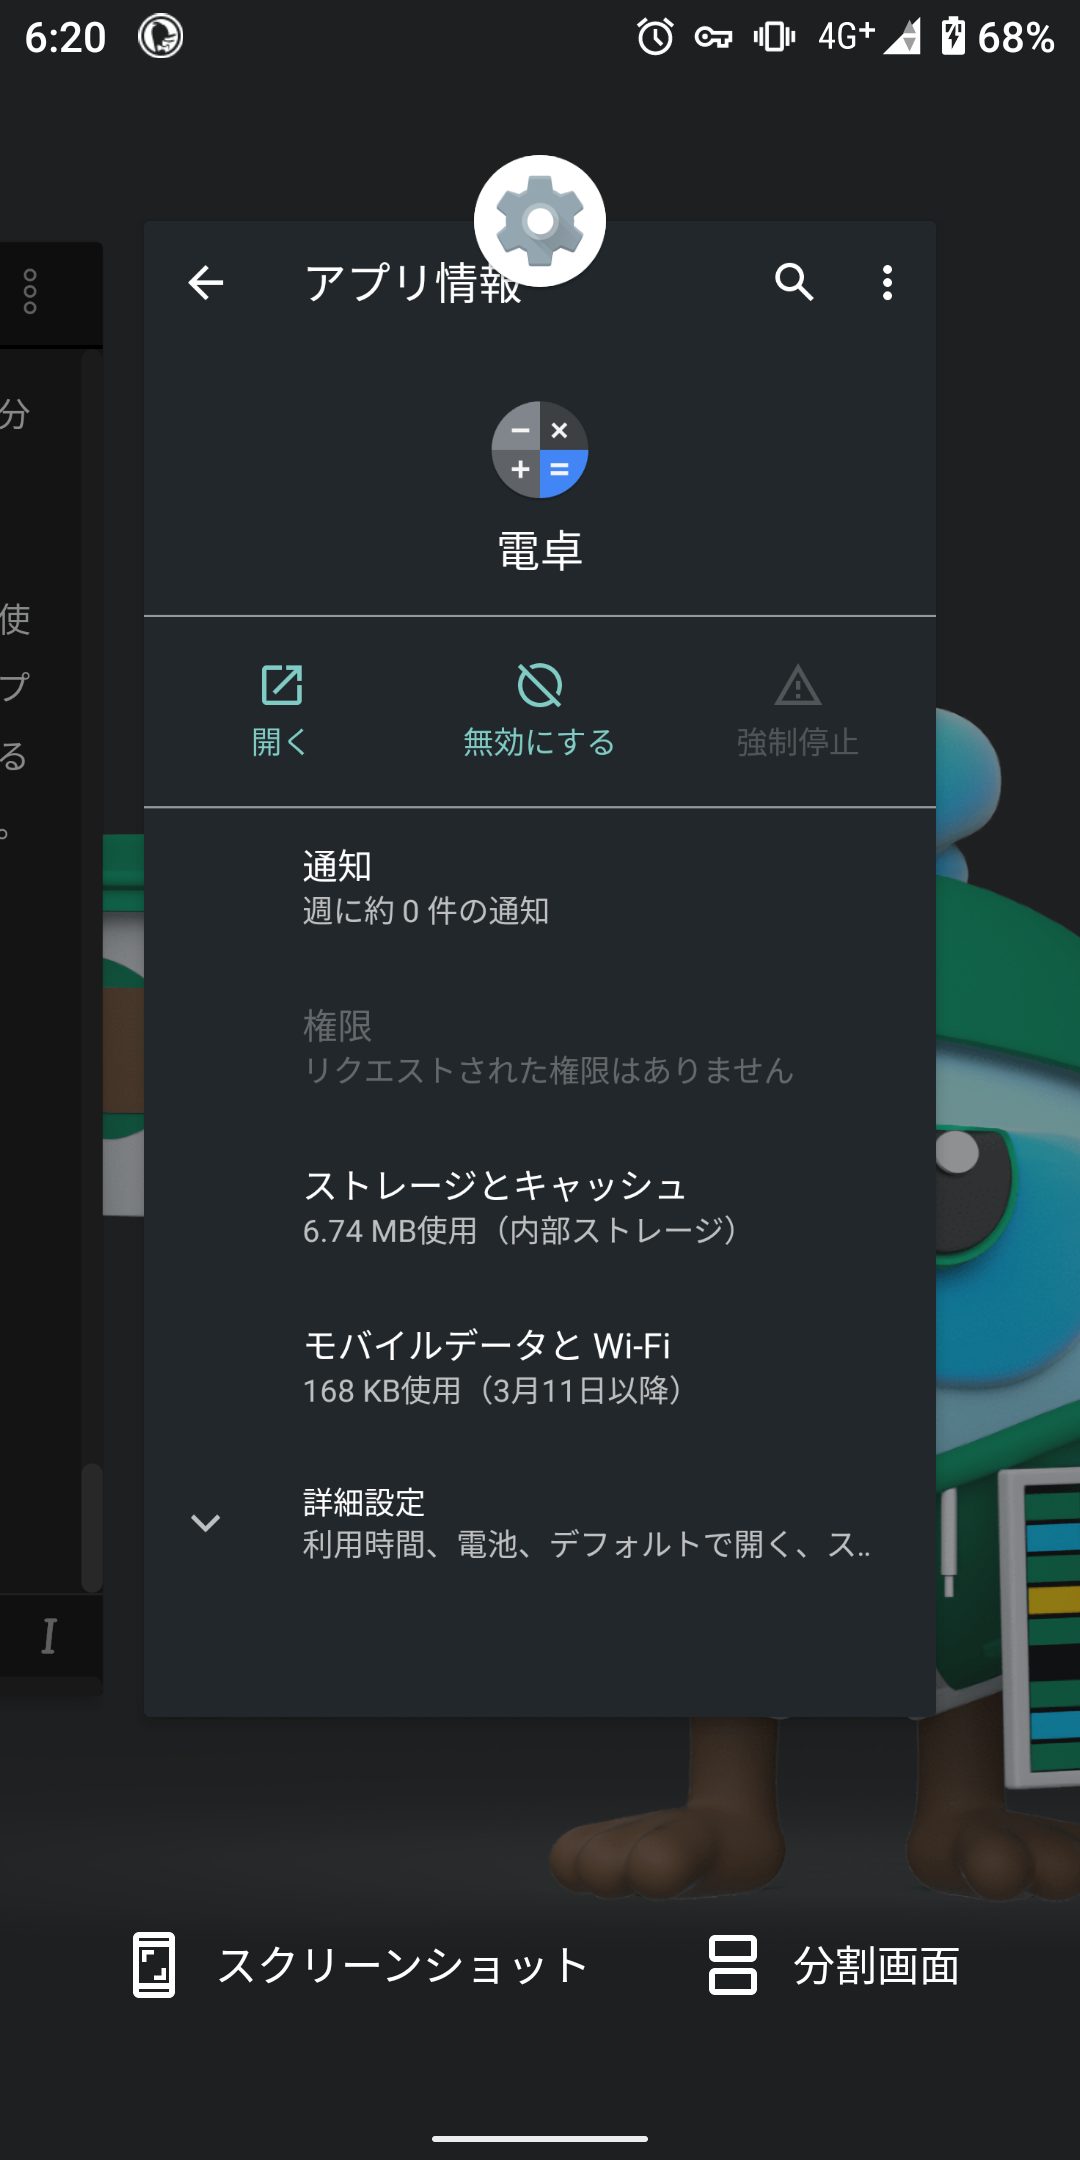 6:20
4G+
68%
アプリ情報
分
電卓
使
プ
る
。
開く
無効にする
強制停止
通知
週に約 0 件の通知
権限
リクエストされた権限はありません
ストレージとキャッシュ
6.74 MB使用（内部ストレージ）
モバイルデータと Wi-Fi
168 KB使用（3月11日以降）
詳細設定
利用時間、電池、デフォルトで開く、ス..
I
スクリーンショット
分割画面